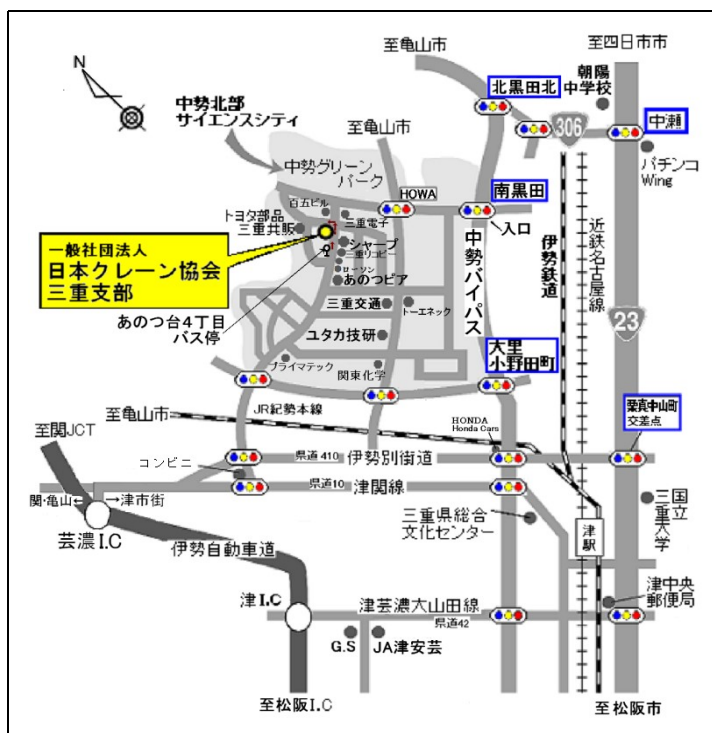 至亀山市
至四日市市
N
朝陽
中学校
北黒田北
306
中瀬
中勢北部
サイエンスシティ
至亀山市
パチンコ
Wing
中勢グリーン
パーク
HOWA
南黒田
百五ビル
トヨタ部品
三重共販
三重電子
入口
一般社団法人
日本クレーン協会
三重支部
シャープ
三重リコピー
ローソン
あのつピア
中勢バイパス
伊勢鉄道
近鉄名古屋線
23
あのつ台4丁目
バス停
三重交通
トーエネック
ユタカ技研
大里
小野田町
プライマテック
関東化学
JR紀勢本線
至亀山市
栗真中山町
交差点
至関JCT
HONDA
Honda Cars
コンビニ
県道410
伊勢別街道
県道10
津関線
関・亀山←
→津市街
芸濃I.C
三重県総合
文化センター
津駅
三重大学
国立
伊勢自動車道
津I.C
津芸濃大山田線
県道42
津中央
郵便局
G.S
JA津安芸
至松阪I.C
至松阪市